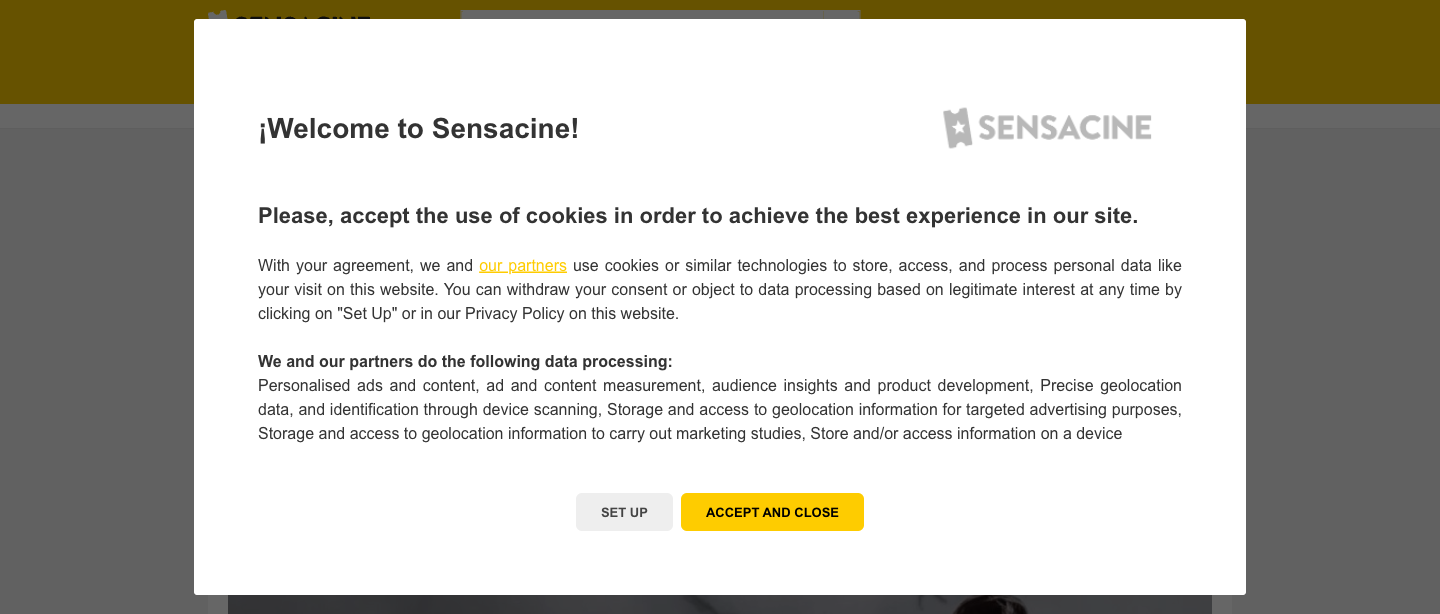 ¡Welcome to Sensacine!
SENSACINE
Please, accept the use of cookies in order to achieve the best experience in our site.
With your agreement, we and our partners use cookies or similar technologies to store, access, and process personal data like
your visit on this website. You can withdraw your consent or object to data processing based on legitimate interest at any time by
clicking on "Set Up" or in our Privacy Policy on this website.
We and our partners do the following data processing:
Personalised ads and content, ad and content measurement, audience insights and product development, Precise geolocation
data, and identification through device scanning, Storage and access to geolocation information for targeted advertising purposes,
Storage and access to geolocation information to carry out marketing studies, Store and/or access information on a device
SET UP
ACCEPT AND CLOSE